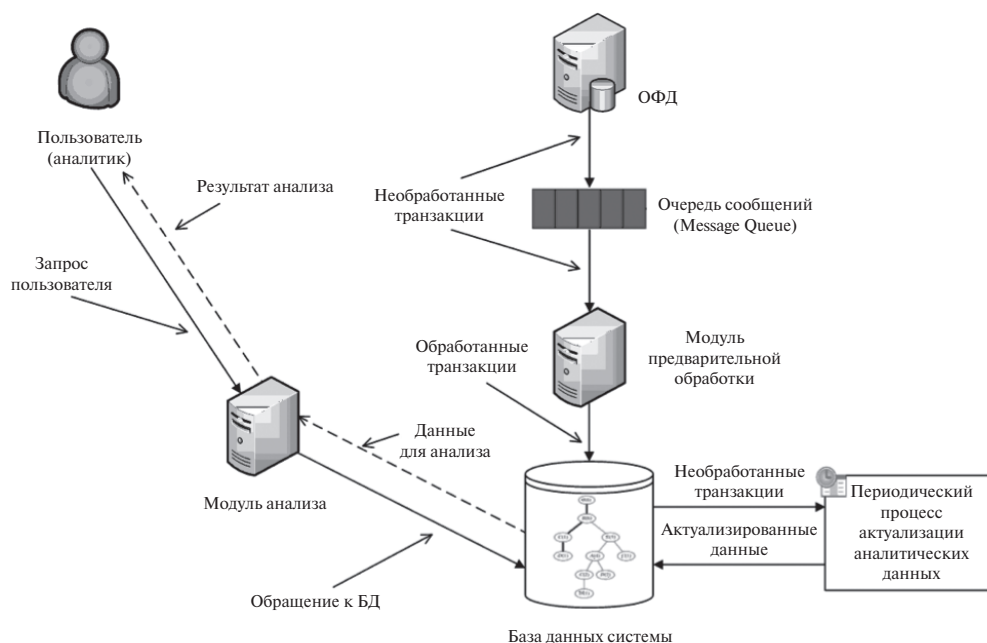 ОФД
Пользователь
(аналитик)
Результат анализа
Необработанные
транзакции
Очередь сообщений
(Message Queue)
Запрос
пользователя
Обработанные
транзакции
Модуль
предварительной
обработки
Данные
для анализа
Модуль анализа
Необработанные
транзакции
Актуализированные
данные
Периодический
процесс
актуализации
аналитических
данных
Обращение к БД
База данных системы